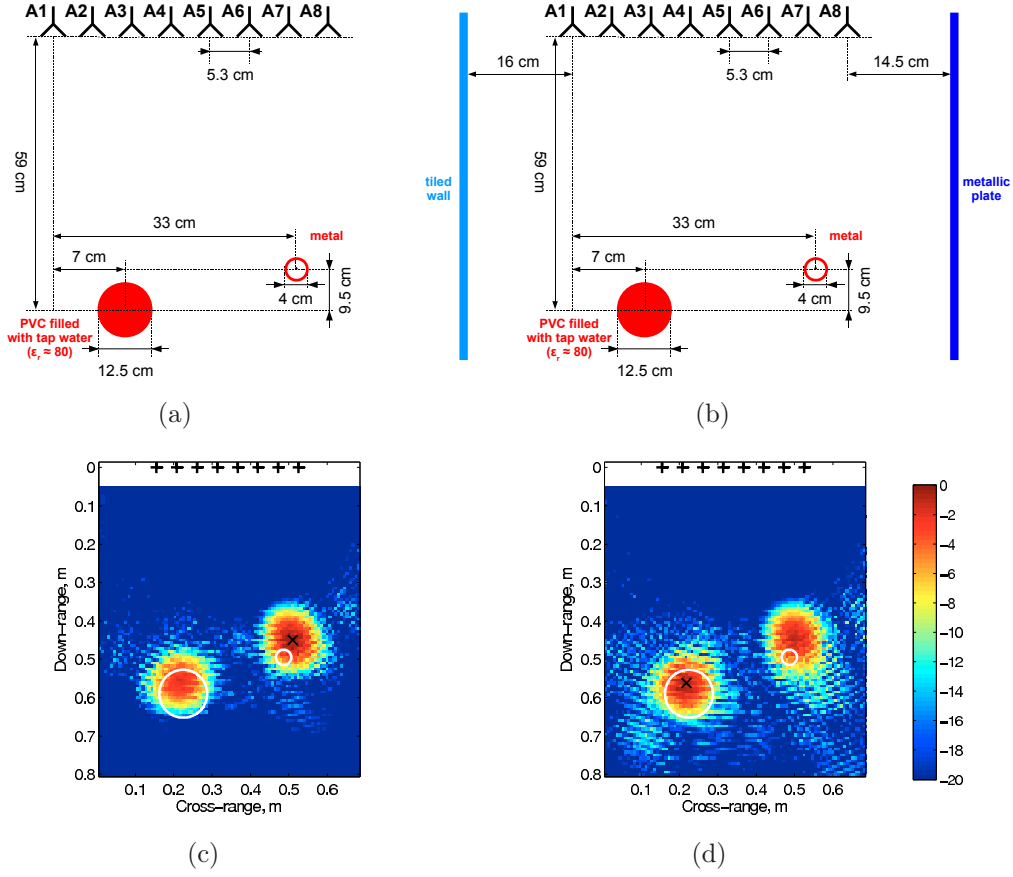 A1 A2 A3 A4 A5 A6 A7 A8
5.3 cm
59 cm
33 cm
metal
7 cm
4 cm
9.5 cm
PVC filled
with tap water
(εr ≈ 80)
12.5 cm
(a)
A1 A2 A3 A4 A5 A6 A7 A8
16 cm
5.3 cm
14.5 cm
59 cm
tiled
wall
metallic
plate
33 cm
metal
7 cm
4 cm
9.5 cm
PVC filled
with tap water
(εr ≈ 80)
12.5 cm
(b)
0
0.1
0.2
0.3
0.4
0.5
0.6
0.7
0.8
Down-range, m
0.1 0.2 0.3 0.4 0.5 0.6
Cross-range, m
(c)
0
0.1
0.2
0.3
0.4
0.5
0.6
0.7
0.8
Down-range, m
0.1 0.2 0.3 0.4 0.5 0.6
Cross-range, m
(d)
0
-2
-4
-6
-8
-10
-12
-14
-16
-18
-20